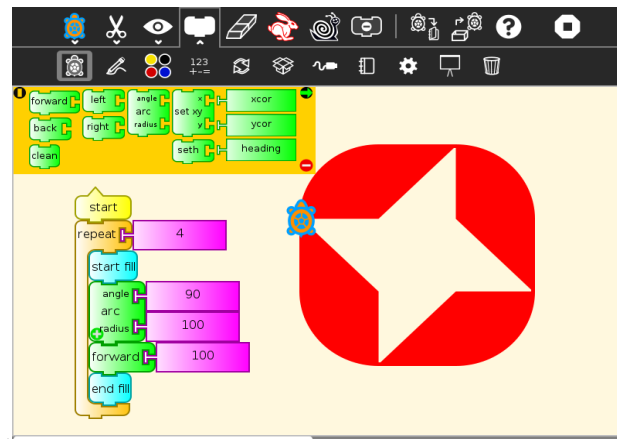 ?
123
+-=
forward left angle x xcor
arc set xy
back right radius y ycor
clean seth heading
start
repeat 4
start fill
angle 90
arc
radius 100
forward 100
end fill